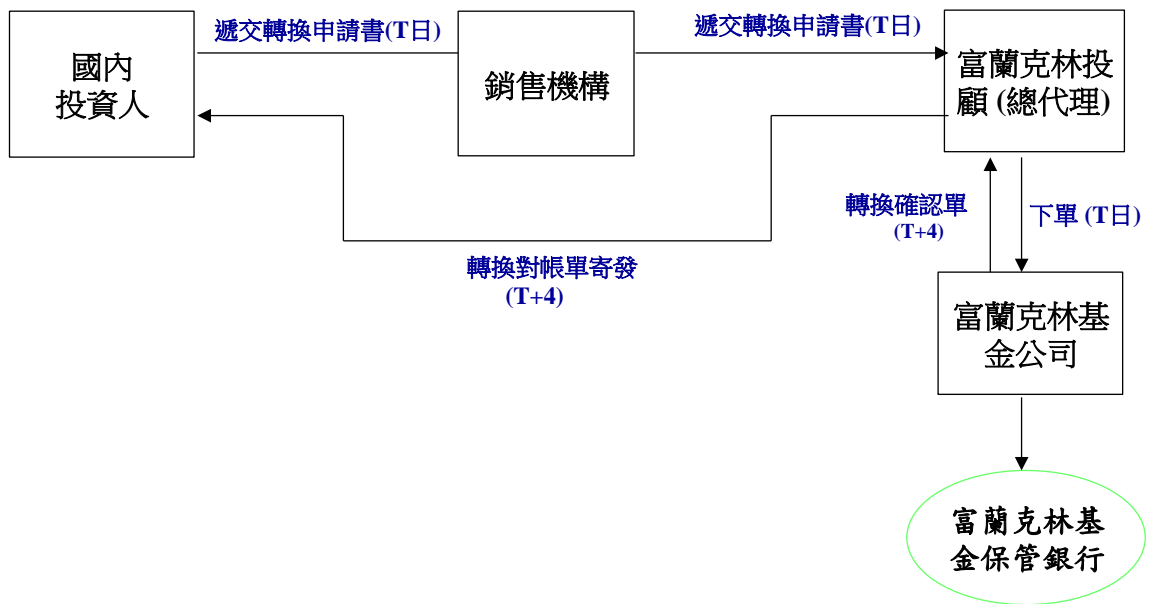 遞交轉換申請書(T日)
遞交轉換申請書(T日)
國內
投資人
銷售機構
富蘭克林投
顧 (總代理)
轉換確認單
(T+4)
下單 (T日)
轉換對帳單寄發
(T+4)
富蘭克林基
金公司
富蘭克林基
金保管銀行